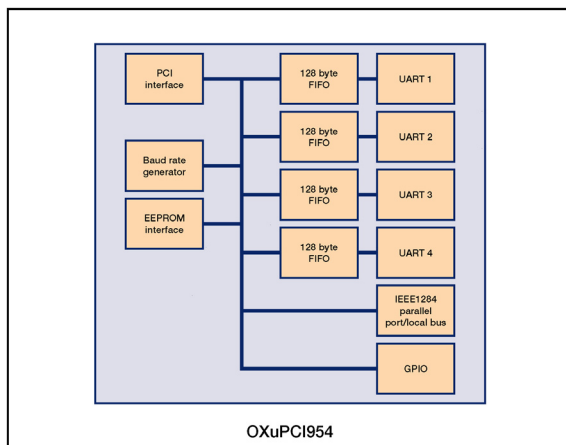 PCI
interface
128 byte
FIFO
UART 1
128 byte
FIFO
UART 2
Baud rate
generator
128 byte
FIFO
UART 3
EEPROM
interface
128 byte
FIFO
UART 4
IEEE1284
parallel
port/local bus
GPIO
OXuPCI954